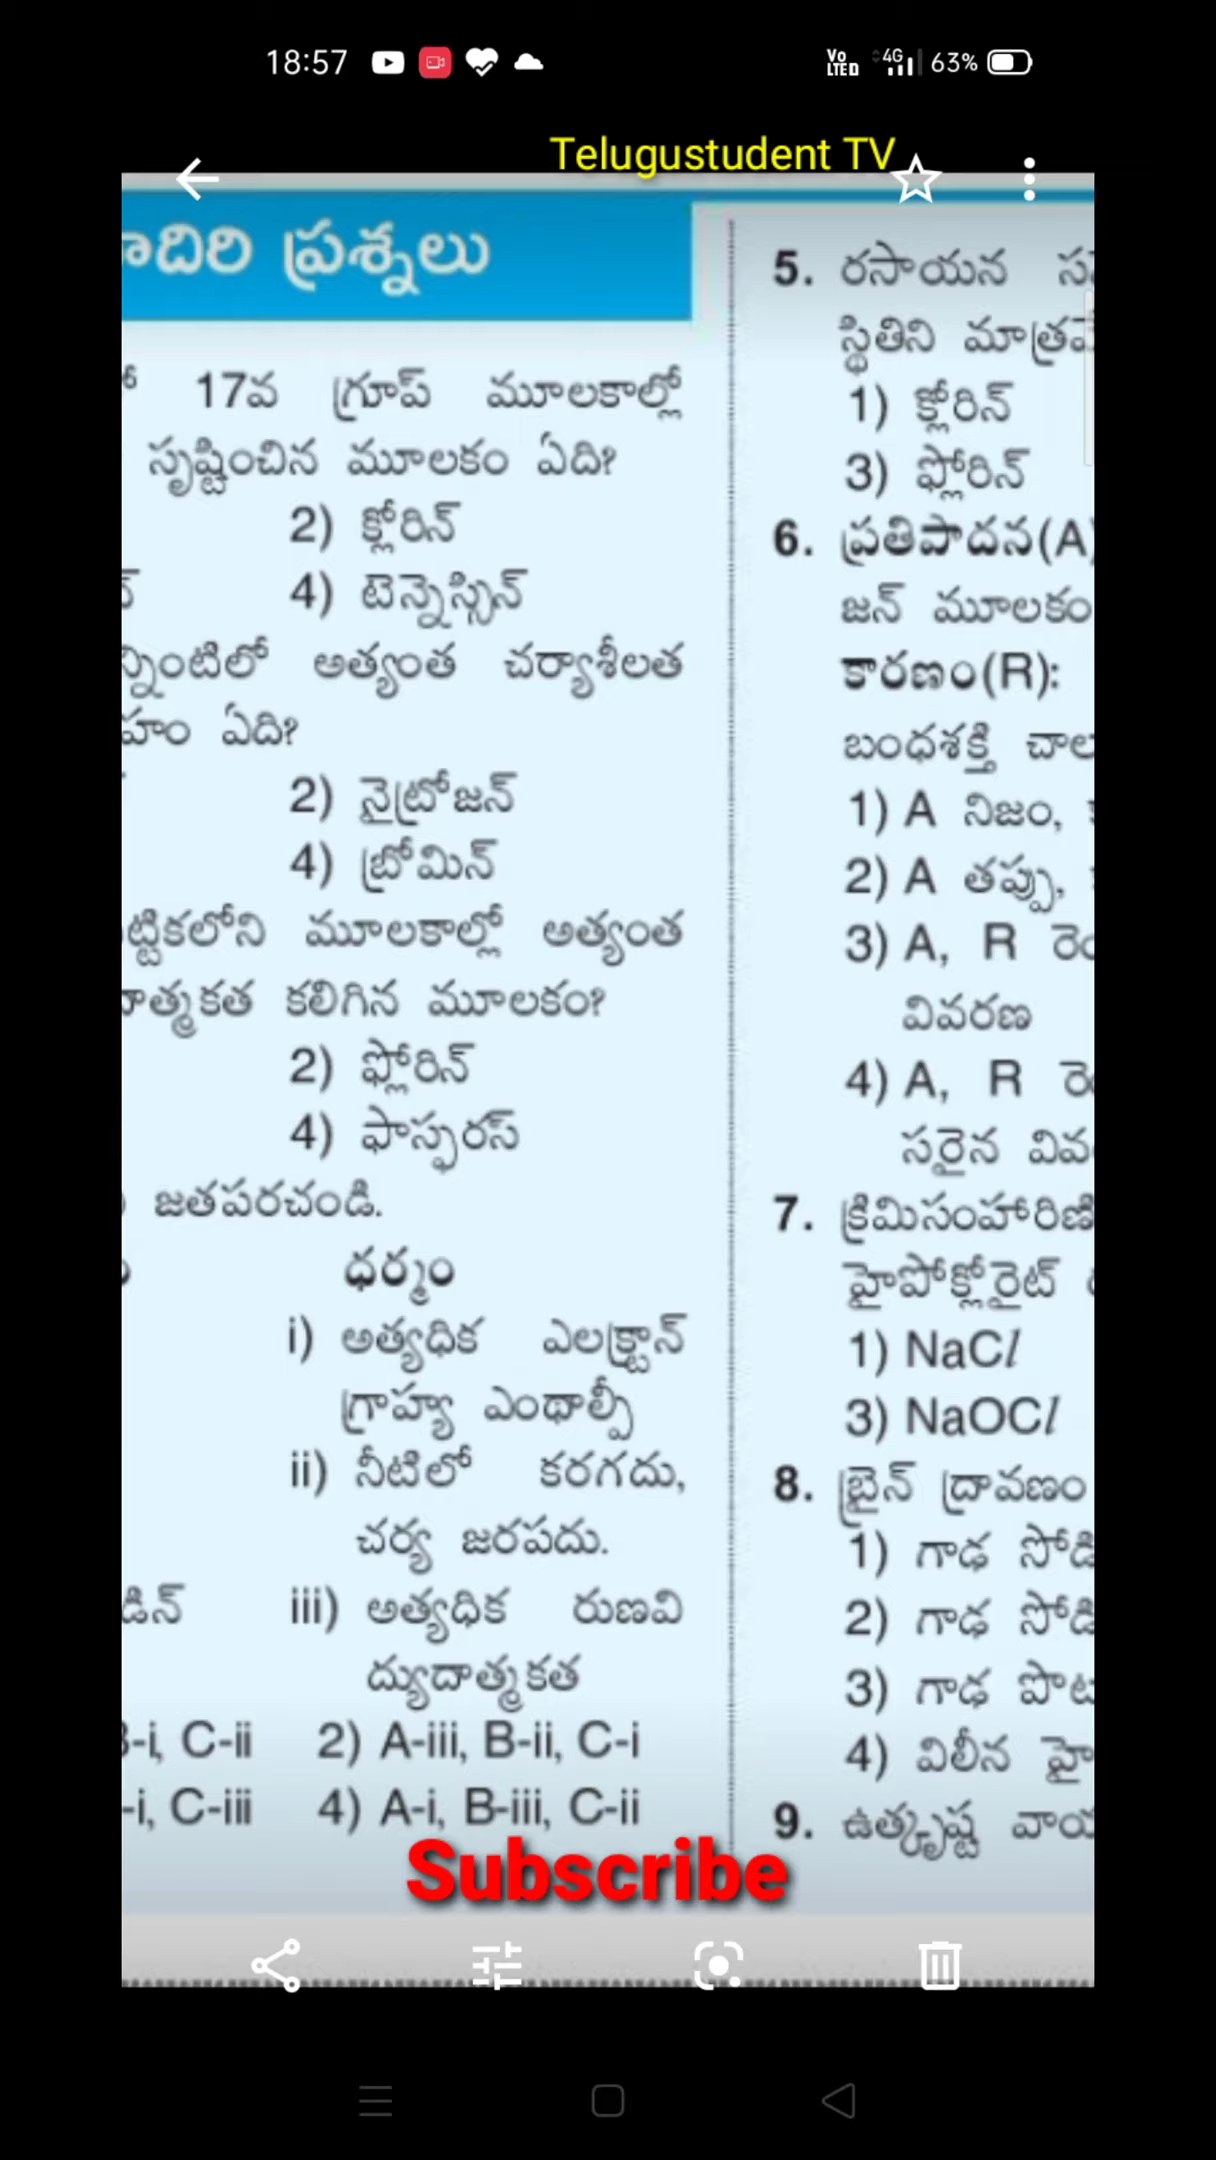 18:57
Vo LTED 4G 63%
Telugustudent TV
మాదిరి ప్రశ్నలు
17వ గ్రూప్ మూలకాల్లో
సృష్టించిన మూలకం ఏది?
2) క్లోరిన్
4) టెన్నెస్సిన్
అత్యంత చర్యాశీలత
ఏది?
2) నైట్రోజన్
4) బ్రోమిన్
మూలకాల్లో అత్యంత
కలిగిన మూలకం?
2) ఫ్లోరిన్
4) ఫాస్ఫరస్
జతపరచండి.
ధర్మం
i) అత్యధిక ఎలక్ట్రాన్
గ్రాహ్య ఎంథాల్పీ
ii) నీటిలో కరగదు,
చర్య జరపదు.
iii) అత్యధిక రుణవి
ద్యుదాత్మకత
-i, C-ii 2) A-iii, B-ii, C-i
-i, C-iii 4) A-i, B-iii, C-ii
5. రసాయన
స్థితిని
1) క్లోరిన్
3) ఫ్లోరిన్
6. ప్రతిపాదన(A)
జన్ మూలకం
కారణం(R):
బంధశక్తి చాల
1) A నిజం,
2) A తప్పు,
3) A, R
వివరణ
4) A, R
సరైన
7. క్రిమిసంహారిణి
హైపోక్లోరైట్
1) NaCl
3) NaOCl
8. బ్రైన్ ద్రావణం
1) గాఢ
2) గాఢ
3) గాఢ
4) విలీన
9. ఉత్కృష్ట
Subscribe